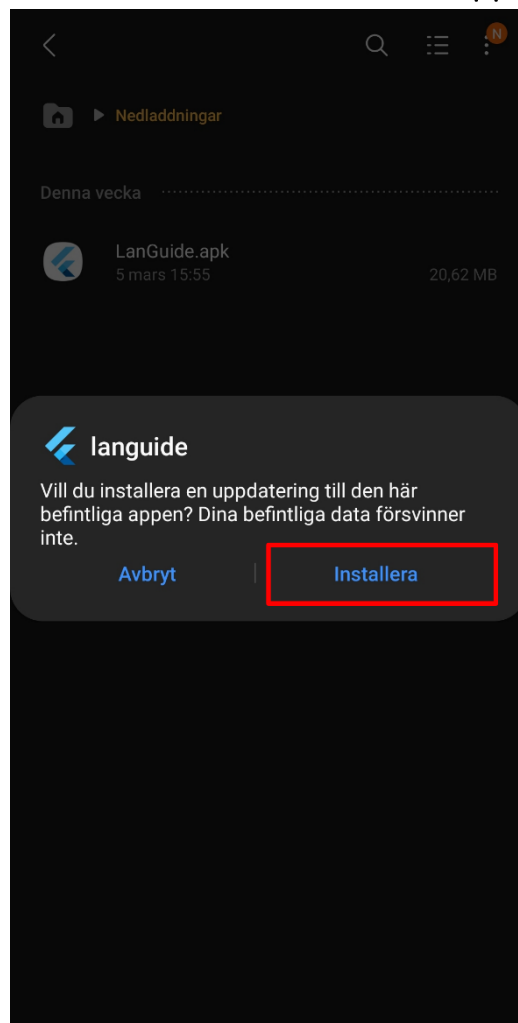 N
Nedladdningar
Denna vecka
LanGuide.apk
5 mars 15:55
20,62 MB
languide
Vill du installera en uppdatering till den här
befintliga appen? Dina befintliga data försvinner
inte.
Avbryt
Installera